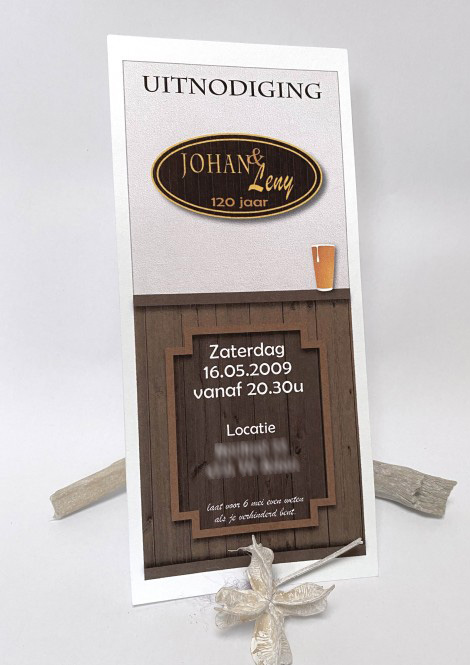 UITNODIGING
JOHAN &
Leny
120 jaar
Zaterdag
16.05.2009
vanaf 20.30u
Locatie
laat voor 6 mei even weten
als je verhinderd bent.